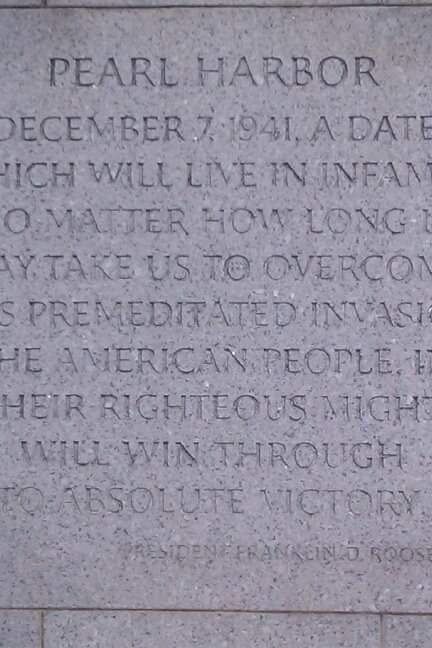 PEARL HARBOR
DECEMBER 7, 1941, A DATE
HICH WILL LIVE IN INFAM
O MATTER HOW LONG
AY TAKE US TO OVERCOM
S PREMEDITATED INVASI
HE AMERICAN PEOPLE, I
HEIR RIGHTEOUS MIGHT
WILL WIN THROUGH
TO ABSOLUTE VICTORY.
PRESIDENT FRANKLIN D. ROOSE